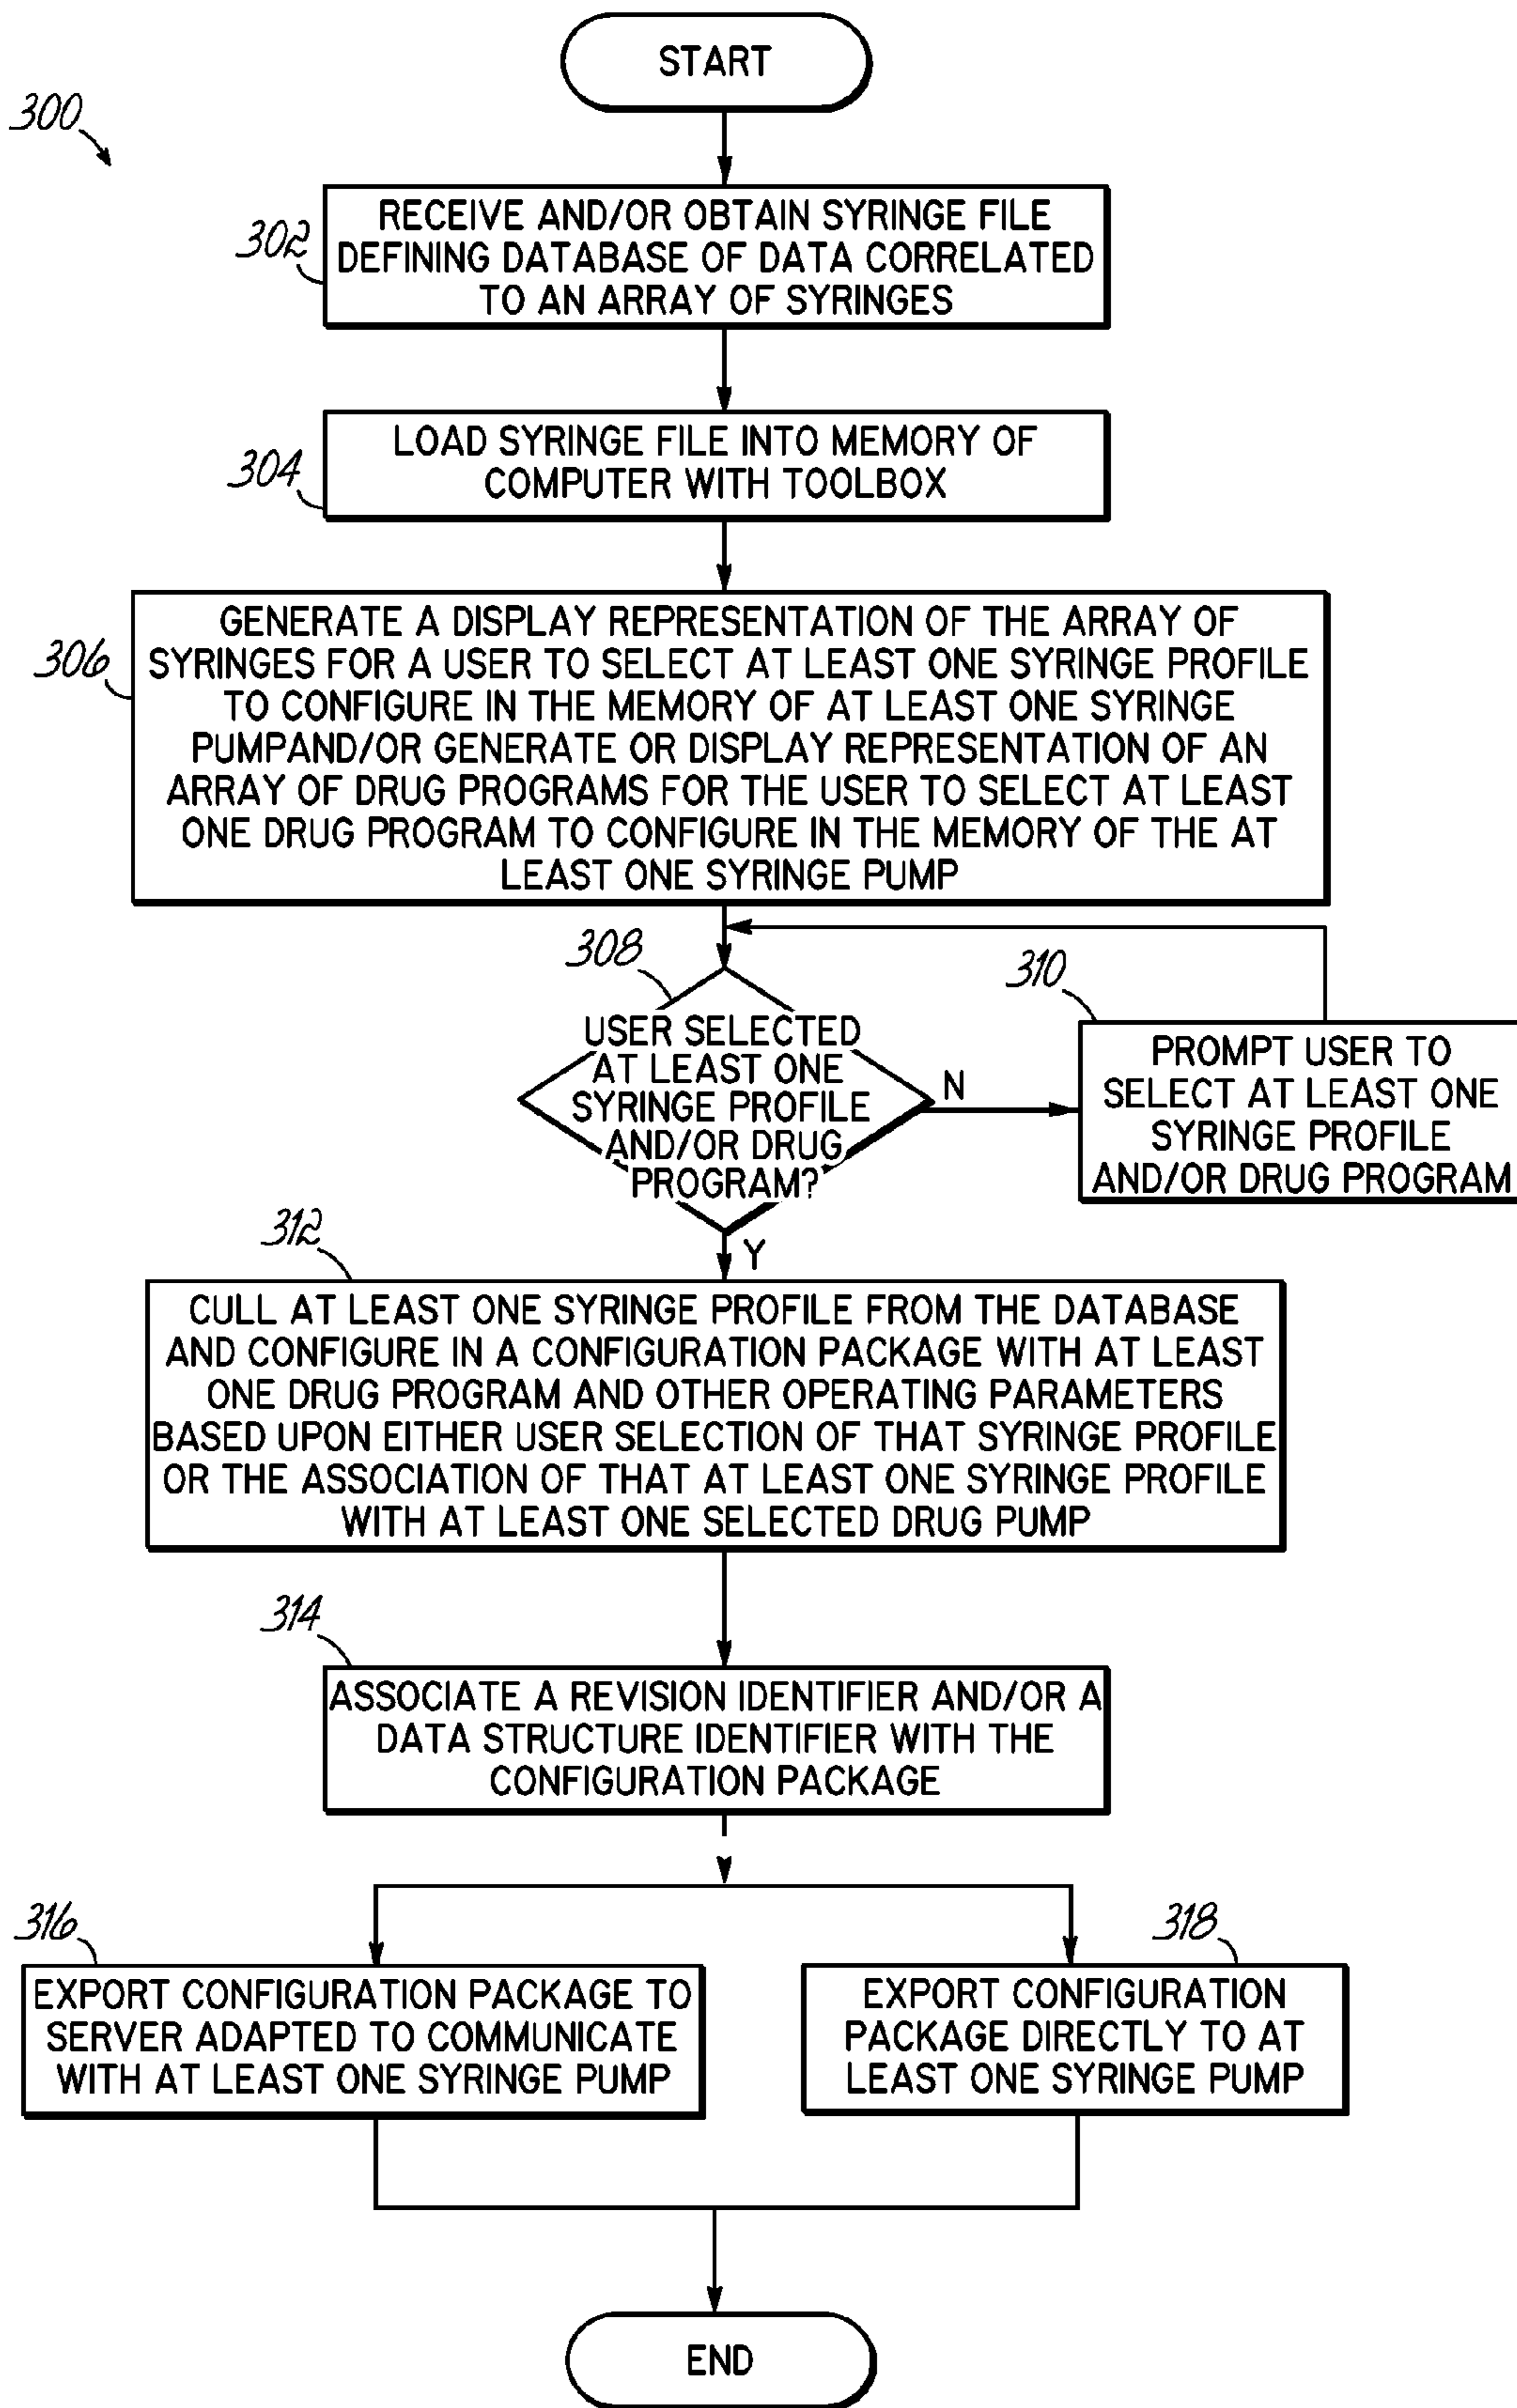 START
300
302
RECEIVE AND/OR OBTAIN SYRINGE FILE
DEFINING DATABASE OF DATA CORRELATED
TO AN ARRAY OF SYRINGES
304
LOAD SYRINGE FILE INTO MEMORY OF
COMPUTER WITH TOOLBOX
306
GENERATE A DISPLAY REPRESENTATION OF THE ARRAY OF
SYRINGES FOR A USER TO SELECT AT LEAST ONE SYRINGE PROFILE
TO CONFIGURE IN THE MEMORY OF AT LEAST ONE SYRINGE
PUMPAND/OR GENERATE OR DISPLAY REPRESENTATION OF AN
ARRAY OF DRUG PROGRAMS FOR THE USER TO SELECT AT LEAST
ONE DRUG PROGRAM TO CONFIGURE IN THE MEMORY OF THE AT
LEAST ONE SYRINGE PUMP
308
USER SELECTED
AT LEAST ONE
SYRINGE PROFILE
AND/OR DRUG
PROGRAM?
N
310
PROMPT USER TO
SELECT AT LEAST ONE
SYRINGE PROFILE
AND/OR DRUG PROGRAM
Y
312
CULL AT LEAST ONE SYRINGE PROFILE FROM THE DATABASE
AND CONFIGURE IN A CONFIGURATION PACKAGE WITH AT LEAST
ONE DRUG PROGRAM AND OTHER OPERATING PARAMETERS
BASED UPON EITHER USER SELECTION OF THAT SYRINGE PROFILE
OR THE ASSOCIATION OF THAT AT LEAST ONE SYRINGE PROFILE
WITH AT LEAST ONE SELECTED DRUG PUMP
314
ASSOCIATE A REVISION IDENTIFIER AND/OR A
DATA STRUCTURE IDENTIFIER WITH THE
CONFIGURATION PACKAGE
316
EXPORT CONFIGURATION PACKAGE TO
SERVER ADAPTED TO COMMUNICATE
WITH AT LEAST ONE SYRINGE PUMP
318
EXPORT CONFIGURATION
PACKAGE DIRECTLY TO AT
LEAST ONE SYRINGE PUMP
END